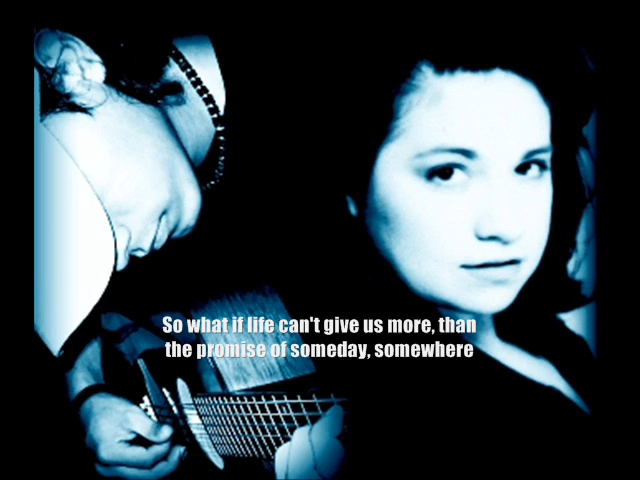 So what if life can't give us more, than
the promise of someday, somewhere